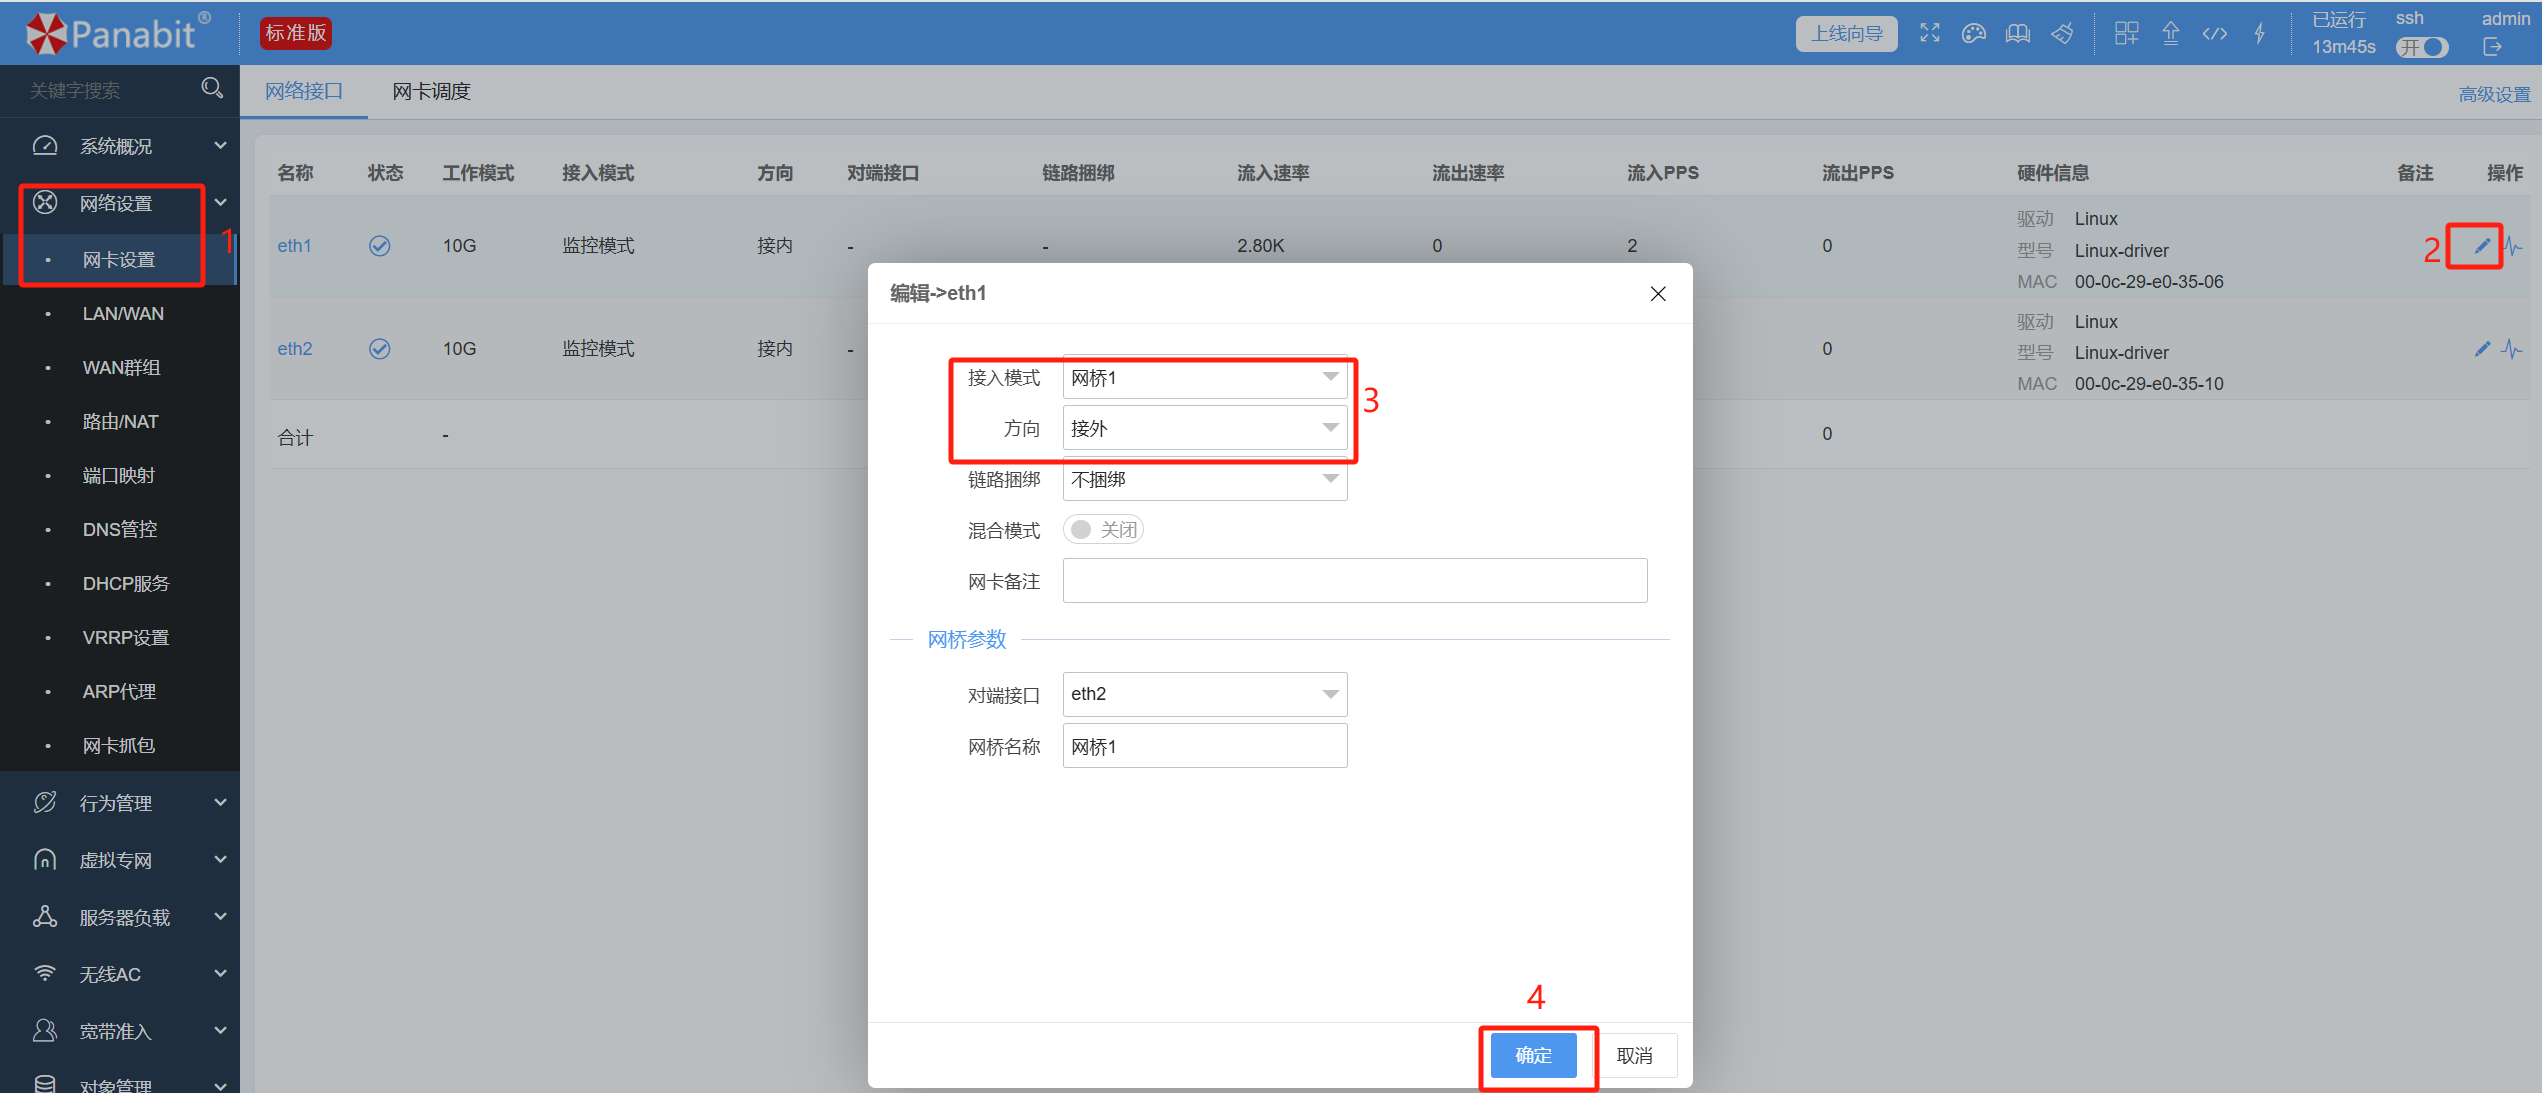 Panabit®
标准版
上线向导
已运行
13m45s
ssh
开
admin
关键字搜索
系统概况
网络设置
1
网卡设置
LAN/WAN
WAN群组
路由/NAT
端口映射
DNS管控
DHCP服务
VRRP设置
ARP代理
网卡抓包
行为管理
虚拟专网
服务器负载
无线AC
宽带准入
对象管理
网络接口 网卡调度 高级设置
名称 状态 工作模式 接入模式 方向 对端接口 链路捆绑 流入速率 流出速率 流入PPS 流出PPS 硬件信息 备注 操作
eth1 10G 监控模式 接内 - - 2.80K 0 2 0
驱动 Linux
型号 Linux-driver
MAC 00-0c-29-e0-35-06
2
eth2 10G 监控模式 接内 - 0
驱动 Linux
型号 Linux-driver
MAC 00-0c-29-e0-35-10
合计 - 0
编辑->eth1
接入模式 网桥1
3
方向 接外
链路捆绑 不捆绑
混合模式 关闭
网卡备注
网桥参数
对端接口 eth2
网桥名称 网桥1
4
确定 取消